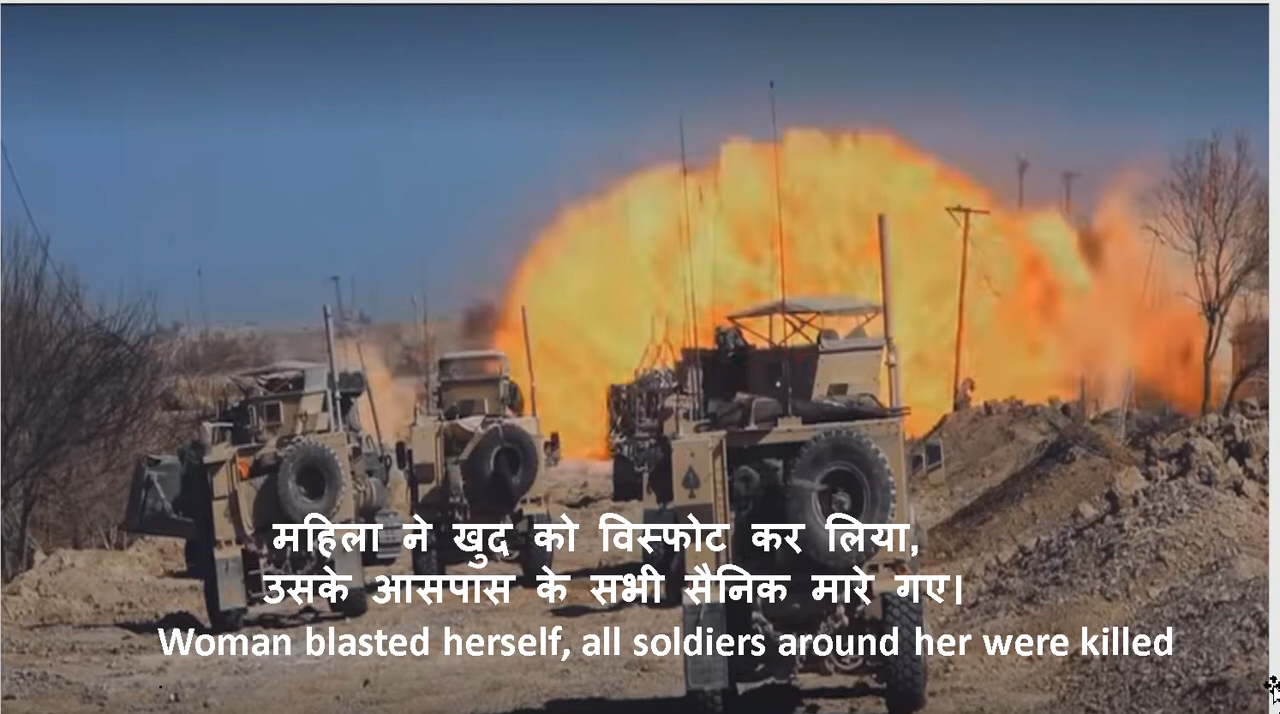 महिला ने खुद को विस्फोट कर लिया,
उसके आसपास के सभी सैनिक मारे गए।
Woman blasted herself, all soldiers around her were killed